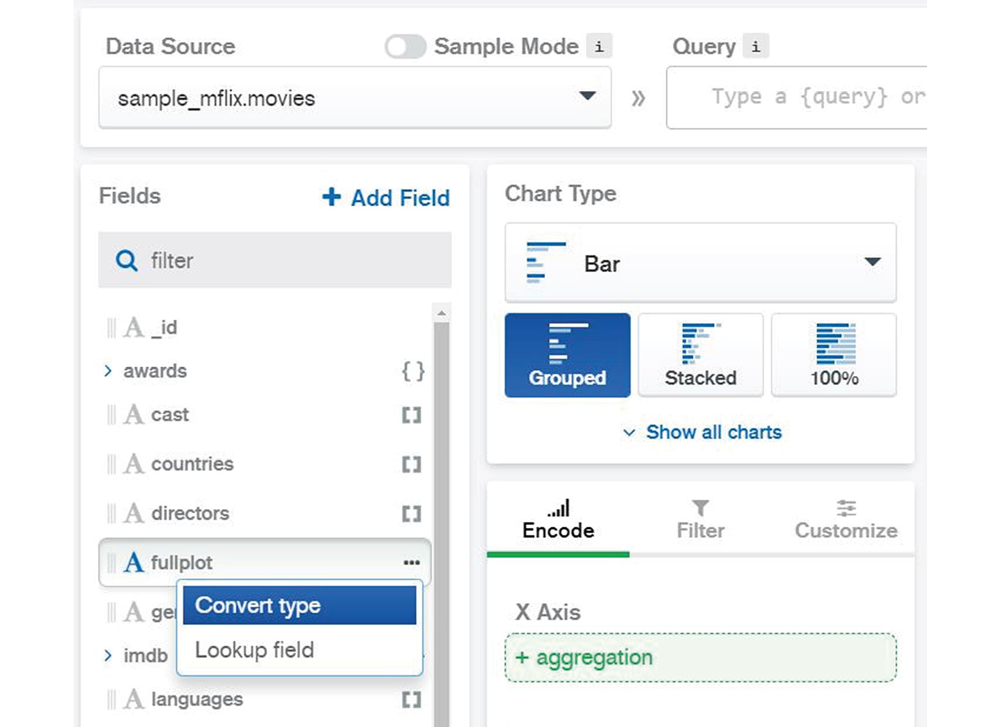 Data Source
Sample Mode i
Query i
sample_mflix.movies
»
Type a {query} or
Fields
+ Add Field
filter
A _id
awards { }
A cast [ ]
A countries [ ]
A directors [ ]
A fullplot •••
Convert type
Lookup field
A ge
imdb
A languages [ ]
Chart Type
Bar
Grouped
Stacked
100%
Show all charts
Encode
Filter
Customize
X Axis
+ aggregation